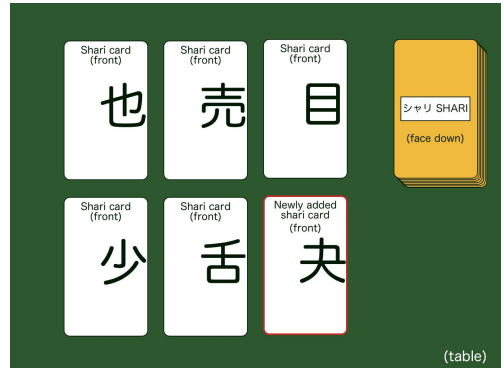 Shari card
(front)
也
Shari card
(front)
売
Shari card
(front)
目
シャリ SHARI
(face down)
Shari card
(front)
少
Shari card
(front)
舌
Newly added
shari card
(front)
夬
(table)